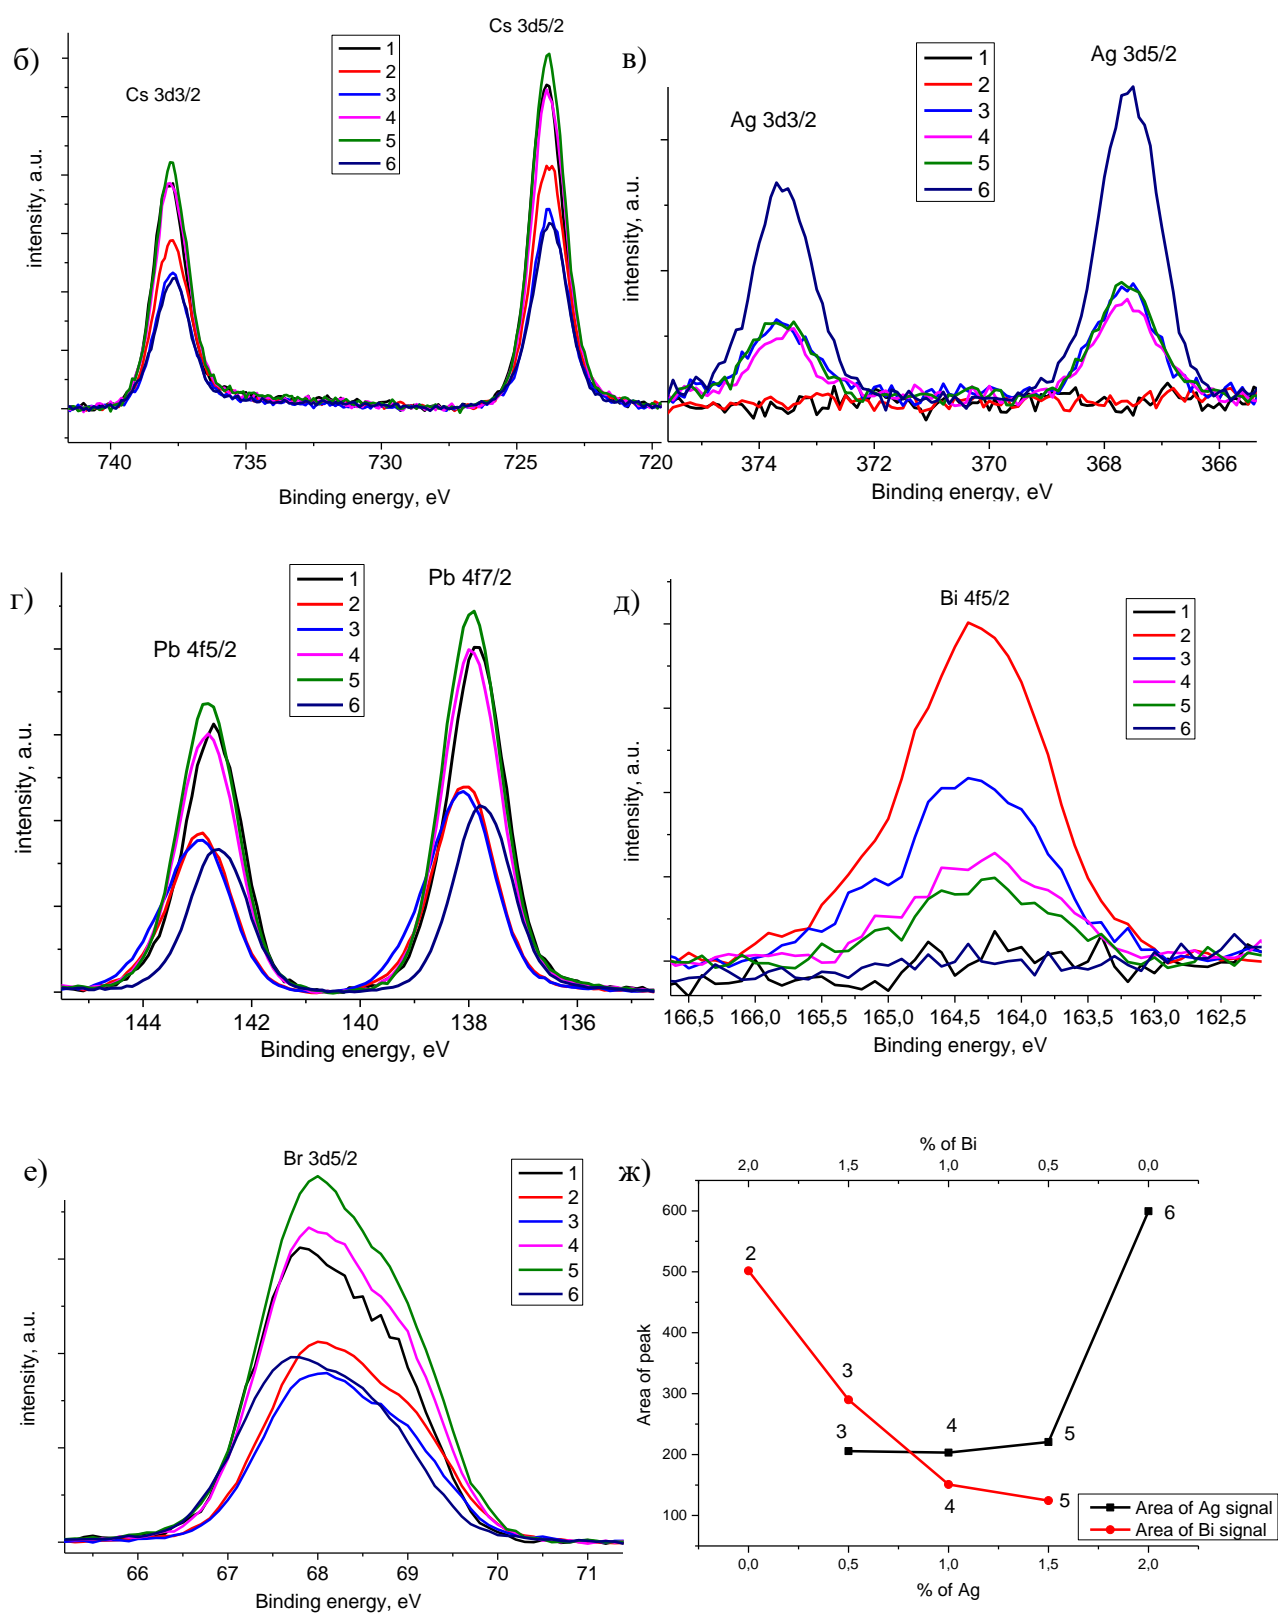 б)
Cs 3d5/2
Cs 3d3/2
1
2
3
4
5
6
intensity, a.u.
740
735
730
725
720
Binding energy, eV
в)
Ag 3d5/2
Ag 3d3/2
1
2
3
4
5
6
intensity, a.u.
374
372
370
368
366
Binding energy, eV
г)
Pb 4f7/2
Pb 4f5/2
1
2
3
4
5
6
intensity, a.u.
144
142
140
138
136
Binding energy, eV
д)
Bi 4f5/2
1
2
3
4
5
6
intensity, a.u.
166,5
166,0
165,5
165,0
164,5
164,0
163,5
163,0
162,5
Binding energy, eV
е)
Br 3d5/2
1
2
3
4
5
6
intensity, a.u.
66
67
68
69
70
71
Binding energy, eV
ж)
% of Bi
2,0
1,5
1,0
0,5
0,0
600
500
400
300
200
100
Area of peak
2
3
3
4
4
5
5
6
Area of Ag signal
Area of Bi signal
0,0
0,5
1,0
1,5
2,0
% of Ag